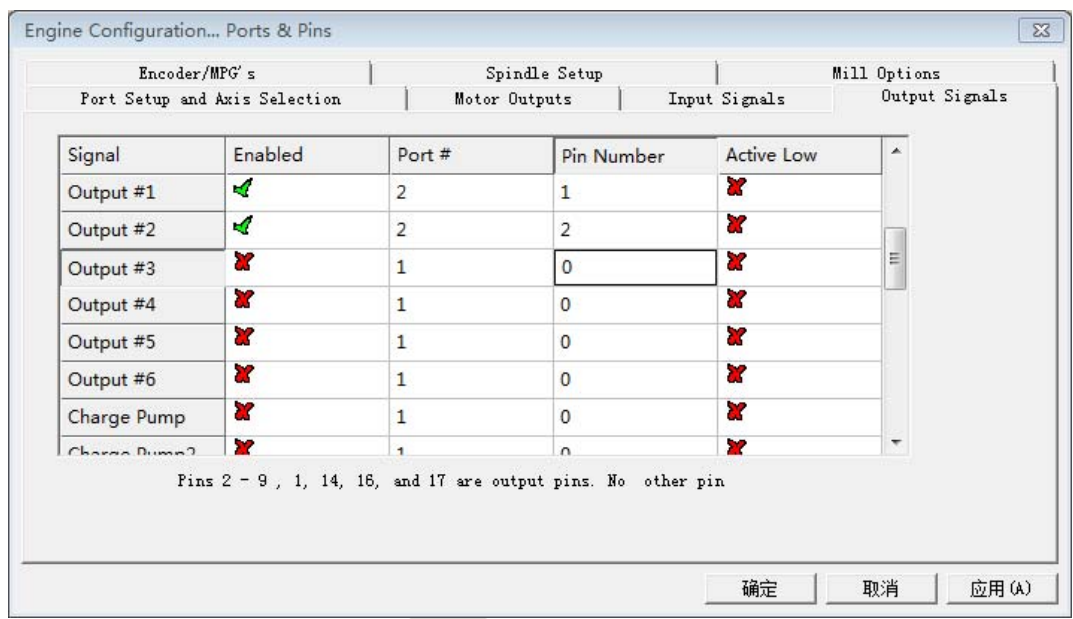 Engine Configuration... Ports & Pins
Encoder/MPG's Spindle Setup Mill Options
Port Setup and Axis Selection Motor Outputs Input Signals Output Signals
Signal Enabled Port # Pin Number Active Low
Output #1 2 1
Output #2 2 2
Output #3 1 0
Output #4 1 0
Output #5 1 0
Output #6 1 0
Charge Pump 1 0
Charge Pump2 1 0
Pins 2 - 9 , 1, 14, 16, and 17 are output pins. No other pin
确定 取消 应用(A)